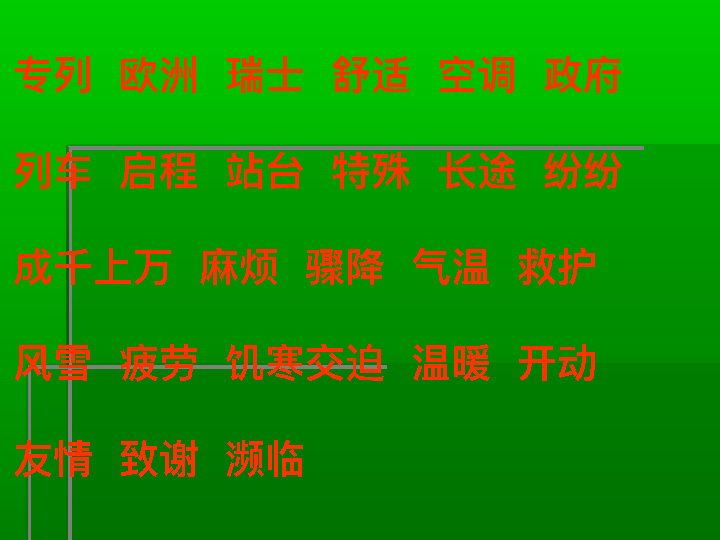 专列 欧洲 瑞士 舒适 空调 政府
列车 启程 站台 特殊 长途 纷纷
成千上万 麻烦 骤降 气温 救护
风雪 疲劳 饥寒交迫 温暖 开动
友情 致谢 濒临